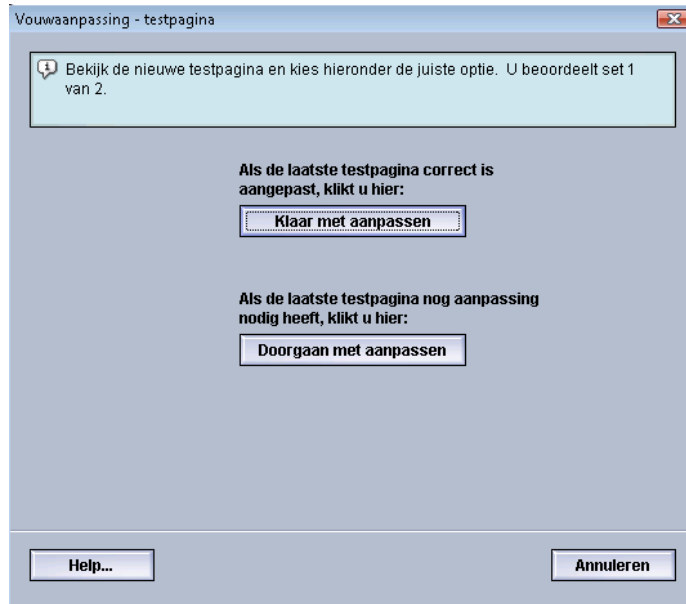 Vouwaanpassing - testpagina
Bekijk de nieuwe testpagina en kies hieronder de juiste optie. U beoordeelt set 1
van 2.
Als de laatste testpagina correct is
aangepast, klikt u hier:
Klaar met aanpassen
Als de laatste testpagina nog aanpassing
nodig heeft, klikt u hier:
Doorgaan met aanpassen
Help...
Annuleren